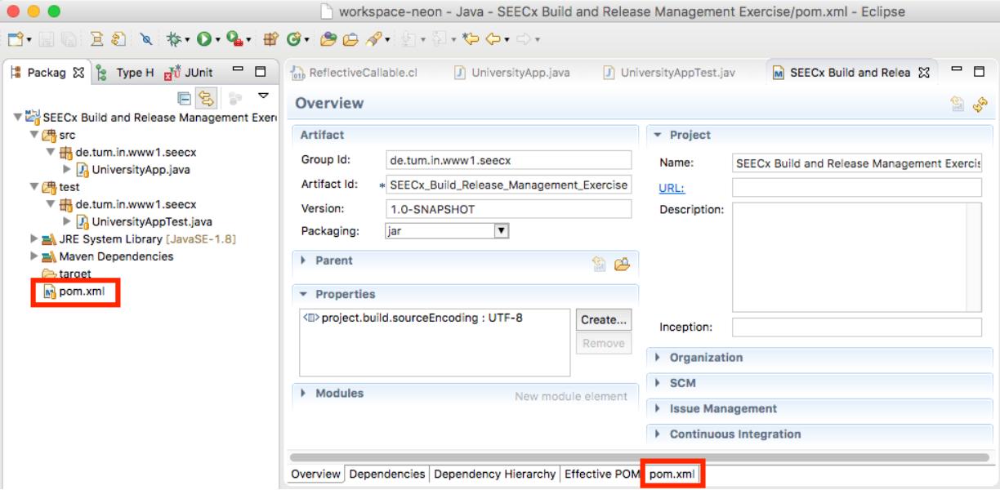 workspace-neon - Java - SEECx Build and Release Management Exercise/pom.xml - Eclipse
Packag
Type H
JUnit
SEECx Build and Release Management Exer
src
de.tum.in.www1.seecx
UniversityApp.java
test
de.tum.in.www1.seecx
UniversityAppTest.java
JRE System Library [JavaSE-1.8]
Maven Dependencies
target
pom.xml
ReflectiveCallable.cl
UniversityApp.java
UniversityAppTest.jav
SEECx Build and Relea
Overview
Artifact
Group Id:
de.tum.in.www1.seecx
Artifact Id:
* SEECx_Build_Release_Management_Exercise
Version:
1.0-SNAPSHOT
Packaging:
jar
Parent
Properties
project.build.sourceEncoding : UTF-8
Create...
Remove
Modules
New module element
Project
Name:
SEECx Build and Release Management Exercis
URL:
Description:
Inception:
Organization
SCM
Issue Management
Continuous Integration
Overview
Dependencies
Dependency Hierarchy
Effective POM
pom.xml